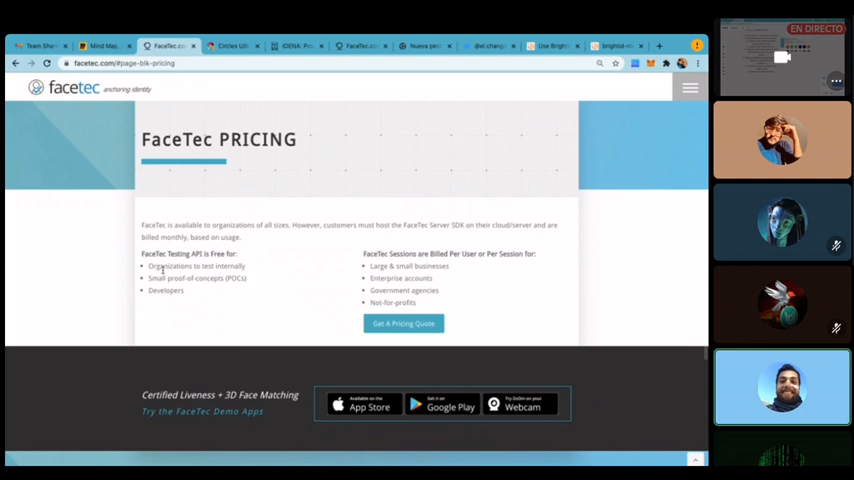 Team Shar
Mind Map,
FaceTec.co
Circles UBI
IDENA: Pro
FaceTec.co
Nueva pes
@el.chang
Use Bright
brightid-m
EN DIRECTO
facetec.com/#page-blk-pricing
facetec anchoring identity
FaceTec PRICING
FaceTec is available to organizations of all sizes. However, customers must host the FaceTec Server SDK on their cloud/server and are
billed monthly, based on usage.
FaceTec Testing API is Free for:
Organizations to test internally
Small proof-of-concepts (POCs)
Developers
FaceTec Sessions are Billed Per User or Per Session for:
Large & small businesses
Enterprise accounts
Government agencies
Not-for-profits
Get A Pricing Quote
Certified Liveness + 3D Face Matching
Try the FaceTec Demo Apps
Available on the
App Store
Get it on
Google Play
Try ZoOm on your
Webcam